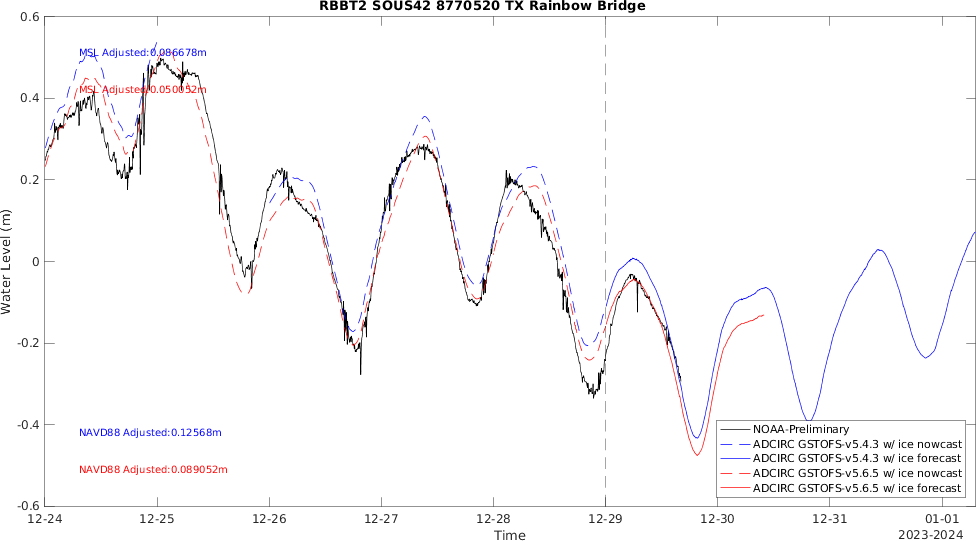 RBBT2 SOUS42 8770520 TX Rainbow Bridge
0.6
MSL Adjusted:0.086678m
MSL Adjusted:0.050052m
0.4
0.2
0
-0.2
-0.4
-0.6
Water Level (m)
NAVD88 Adjusted:0.12568m
NAVD88 Adjusted:0.089052m
NOAA-Preliminary
ADCIRC GSTOFS-v5.4.3 w/ ice nowcast
ADCIRC GSTOFS-v5.4.3 w/ ice forecast
ADCIRC GSTOFS-v5.6.5 w/ ice nowcast
ADCIRC GSTOFS-v5.6.5 w/ ice forecast
12-24 12-25 12-26 12-27 12-28 12-29 12-30 12-31 01-01
Time
2023-2024